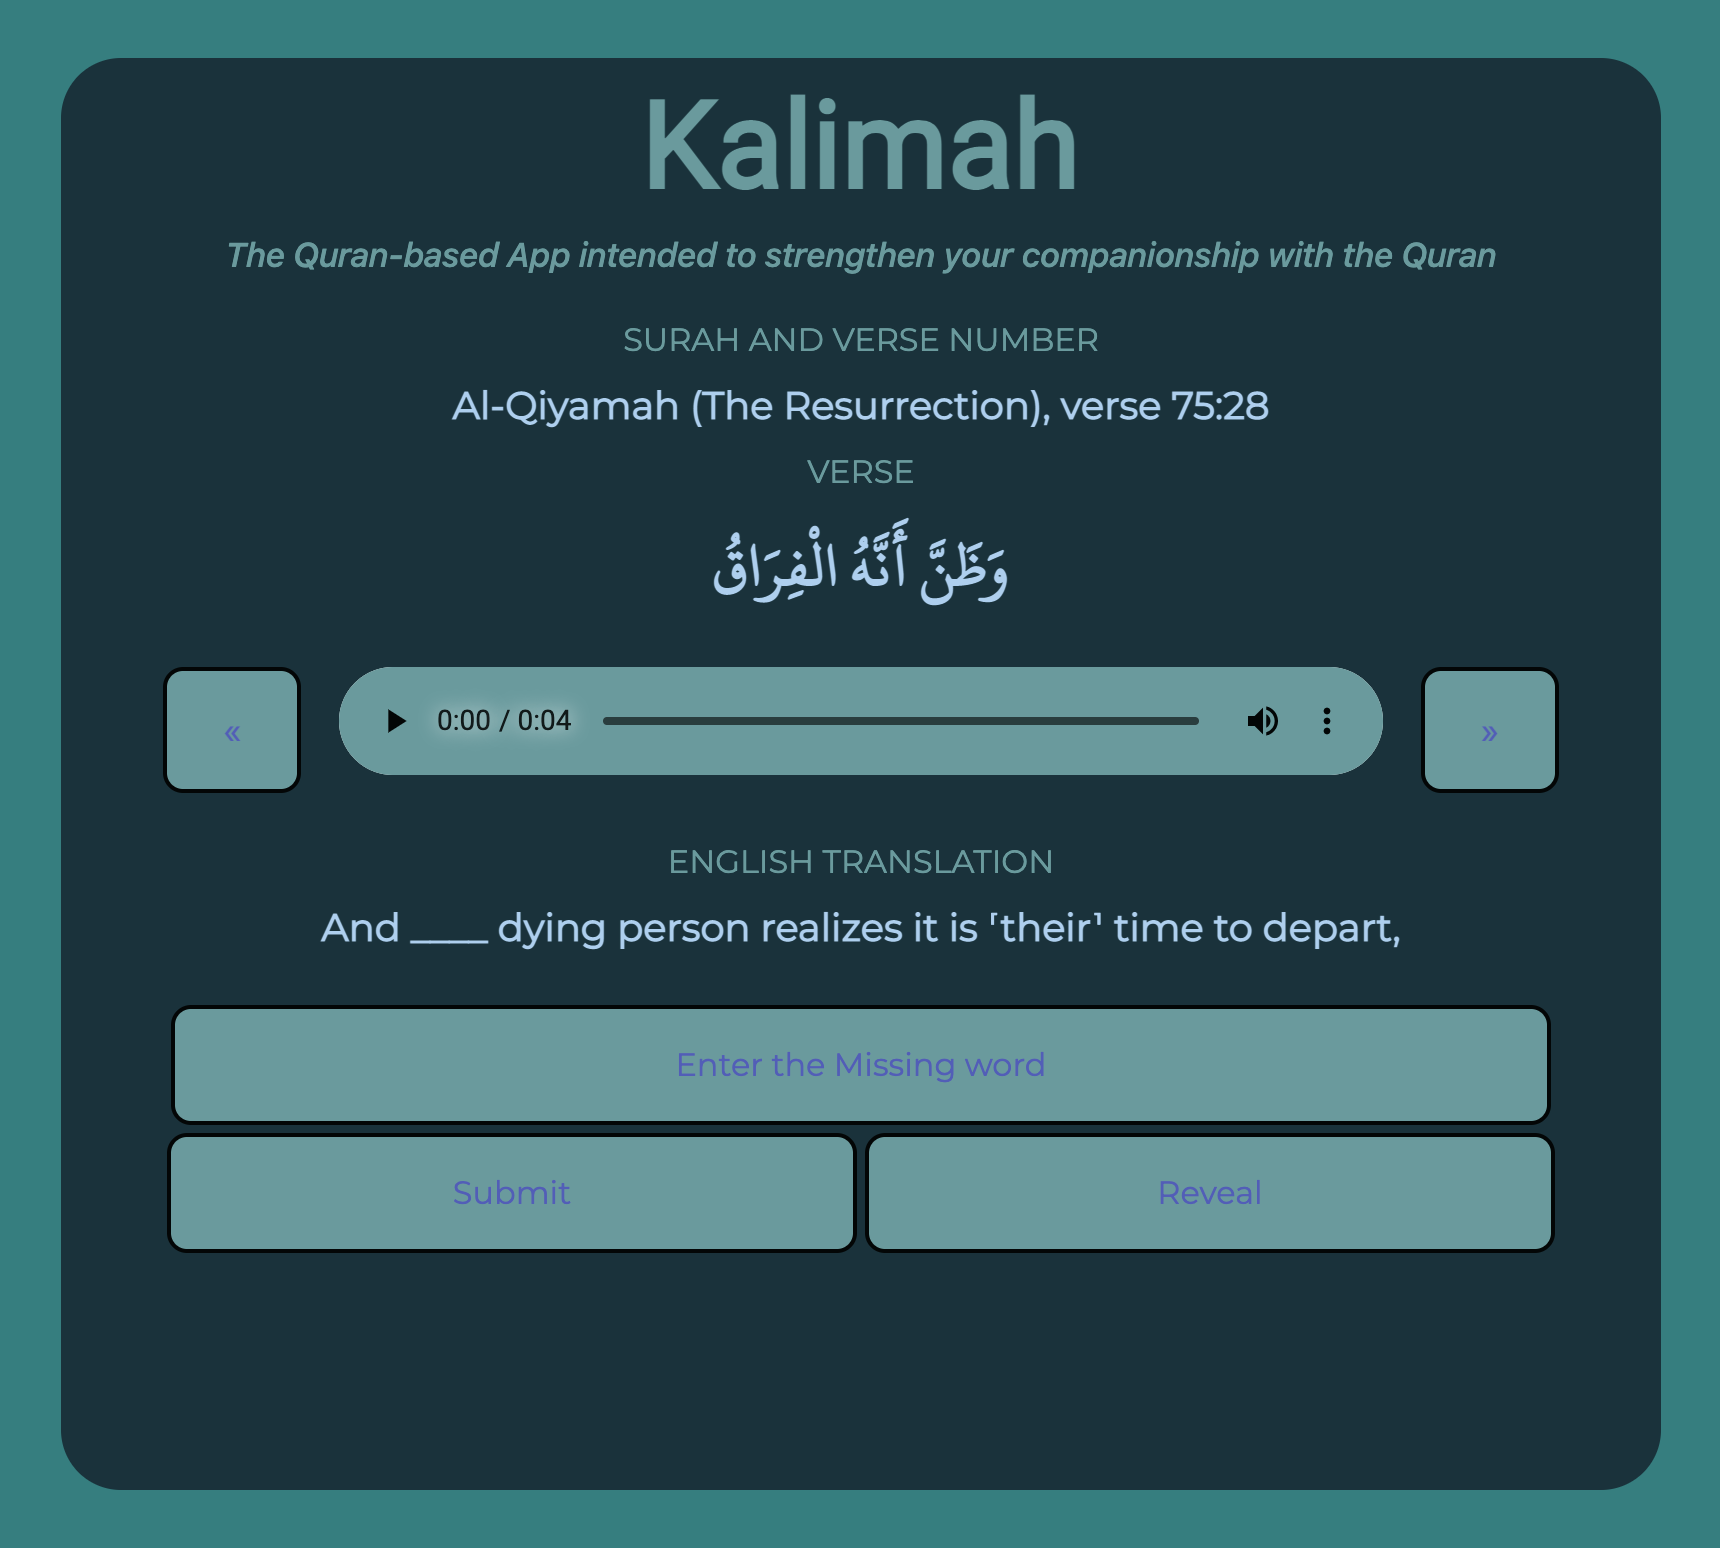 Kalimah
The Quran-based App intended to strengthen your companionship with the Quran
SURAH AND VERSE NUMBER
Al-Qiyamah (The Resurrection), verse 75:28
VERSE
وَظَنَّ أَنَّهُ الْفِرَاقُ
«
0:00 / 0:04
»
ENGLISH TRANSLATION
And ____ dying person realizes it is ˹their˺ time to depart,
Enter the Missing word
Submit
Reveal